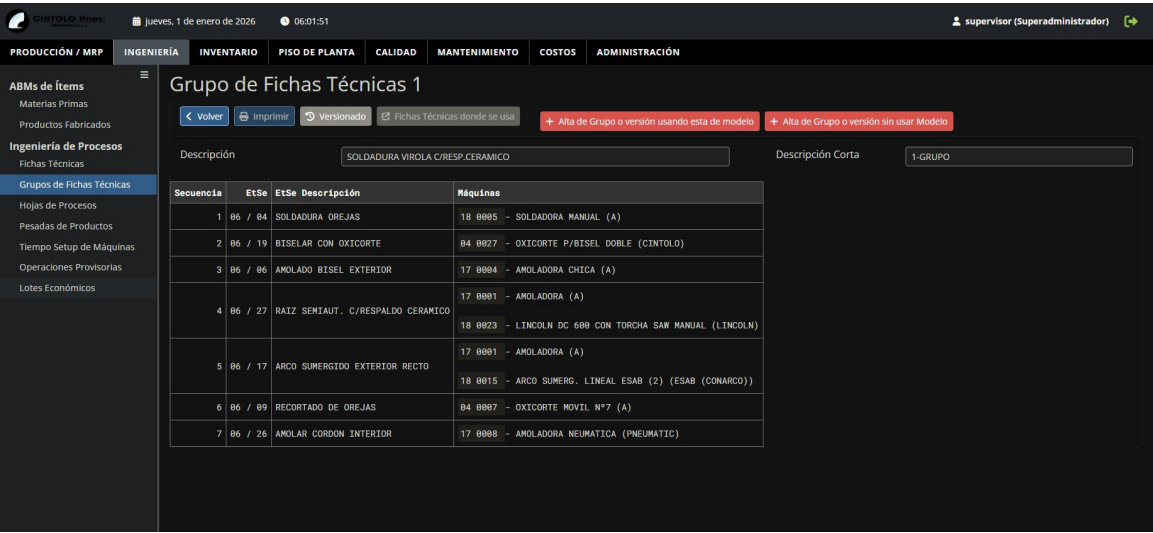 CINTOLO Hnos.
jueves, 1 de enero de 2026
06:01:51
supervisor (Superadministrador)
PRODUCCIÓN / MRP
INGENIERÍA
INVENTARIO
PISO DE PLANTA
CALIDAD
MANTENIMIENTO
COSTOS
ADMINISTRACIÓN
ABMs de Ítems
Materias Primas
Productos Fabricados
Ingeniería de Procesos
Fichas Técnicas
Grupos de Fichas Técnicas
Hojas de Procesos
Pesadas de Productos
Tiempo Setup de Máquinas
Operaciones Provisorias
Lotes Económicos
Grupo de Fichas Técnicas 1
Volver
Imprimir
Versionado
Fichas Técnicas donde se usa
+ Alta de Grupo o versión usando esta de modelo
+ Alta de Grupo o versión sin usar Modelo
Descripción
SOLDADURA VIROLA C/RESP.CERAMICO
Descripción Corta
1-GRUPO
Secuencia EtSe EtSe Descripción Máquinas
1 06 / 04 SOLDADURA OREJAS 18 0005 - SOLDADORA MANUAL (A)
2 06 / 19 BISELAR CON OXICORTE 04 0027 - OXICORTE P/BISEL DOBLE (CINTOLO)
3 06 / 06 AMOLADO BISEL EXTERIOR 17 0004 - AMOLADORA CHICA (A)
4 06 / 27 RAIZ SEMIAUT. C/RESPALDO CERAMICO 17 0001 - AMOLADORA (A)
18 0023 - LINCOLN DC 600 CON TORCHA SAW MANUAL (LINCOLN)
5 06 / 17 ARCO SUMERGIDO EXTERIOR RECTO 17 0001 - AMOLADORA (A)
18 0015 - ARCO SUMERG. LINEAL ESAB (2) (ESAB (CONARCO))
6 06 / 09 RECORTADO DE OREJAS 04 0007 - OXICORTE MOVIL Nº7 (A)
7 06 / 26 AMOLAR CORDON INTERIOR 17 0008 - AMOLADORA NEUMATICA (PNEUMATIC)